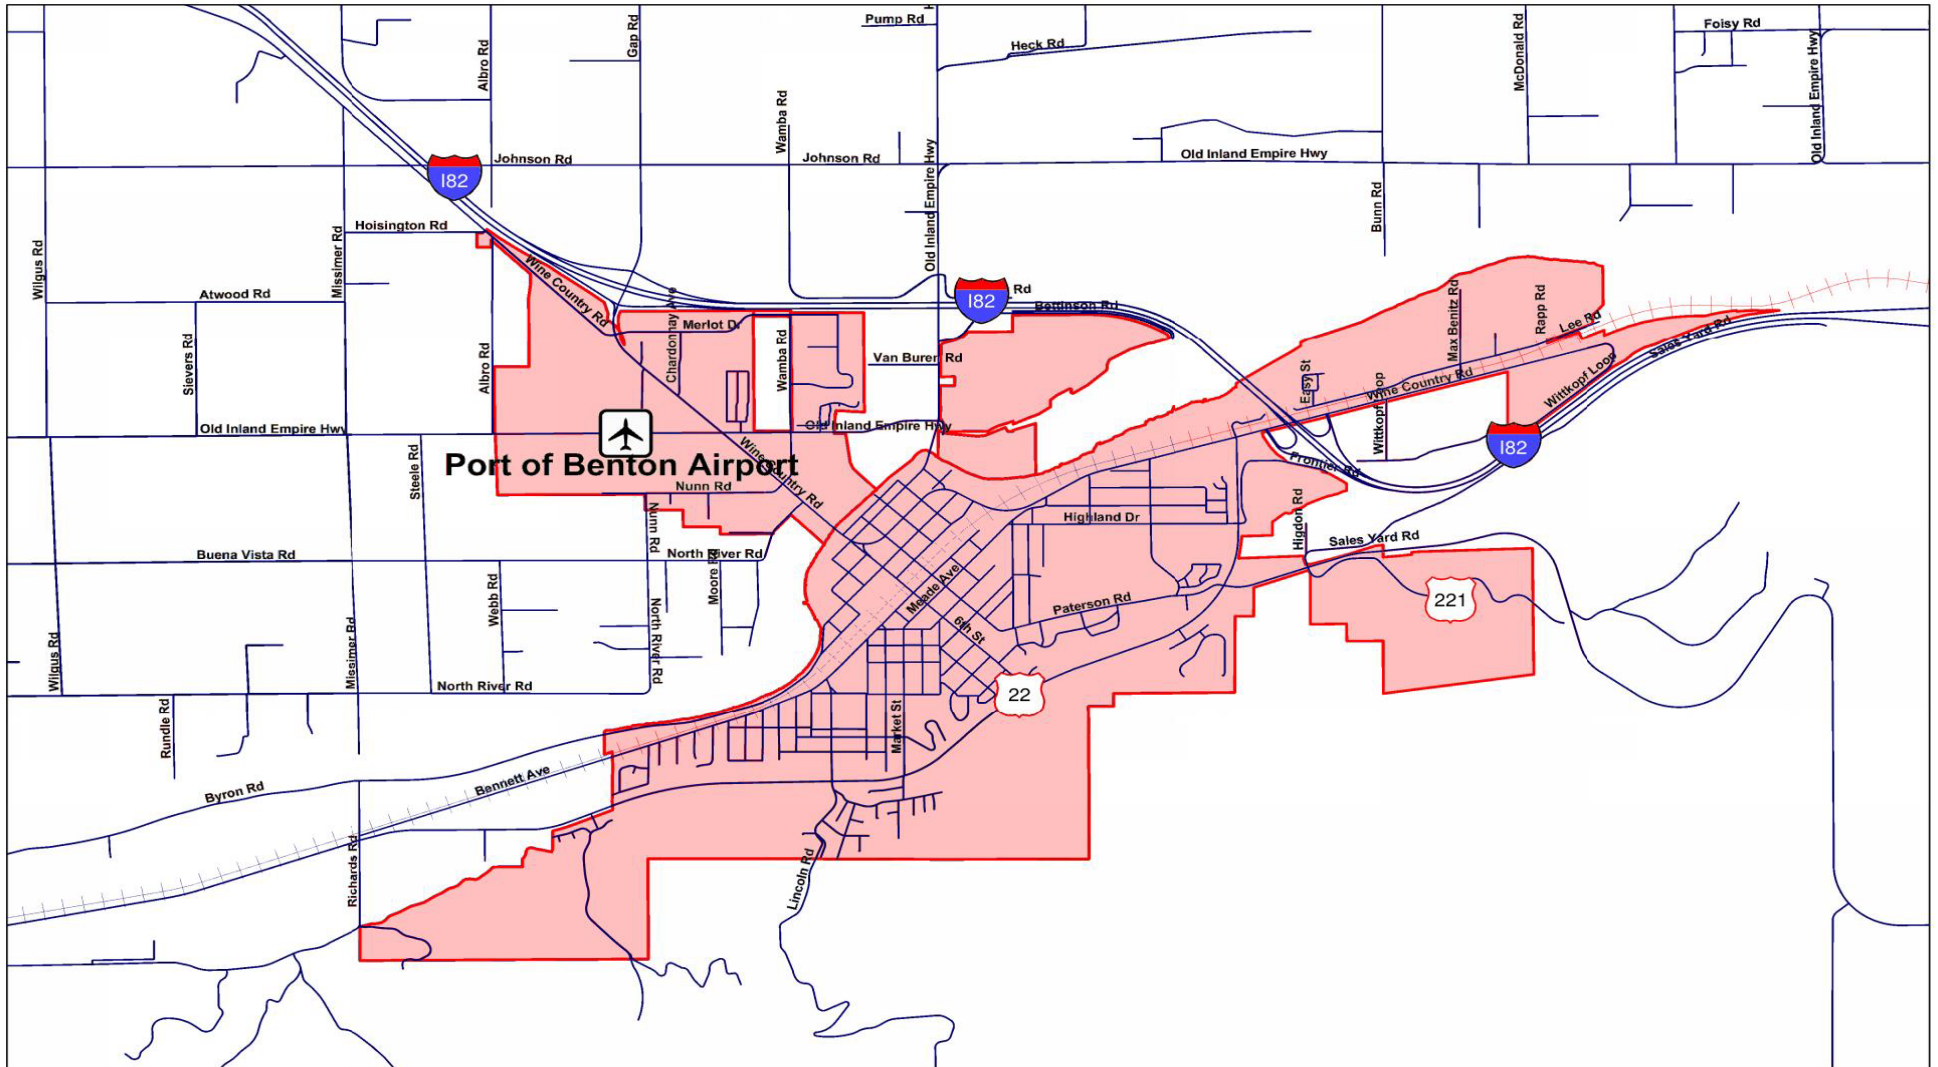 Pump Rd
Foisy Rd
Gap Rd
Albro Rd
Heck Rd
McDonald Rd
Old Inland Empire Hwy
Wamba Rd
Johnson Rd
Johnson Rd
Old Inland Empire Hwy
Old Inland Empire Hwy
I82
Bunn Rd
Hoisington Rd
Wilgus Rd
Missimer Rd
Wine Country Rd
Atwood Rd
I82
Rd
Bettinson Rd
Chardonnay Ave
Merlot Dr
Max Benitz Rd
Rapp Rd
Lee Rd
Sales Yard Rd
Sievers Rd
Albro Rd
Wamba Rd
Van Buren Rd
Easy St
Wine Country Rd
Wittkopf Loop
Wittkopf Loop
Old Inland Empire Hwy
Old Inland Empire Hwy
I82
Port of Benton Airport
Wine Country Rd
Steele Rd
Nunn Rd
Frontier Rd
Nunn Rd
Highland Dr
Higdon Rd
Sales Yard Rd
Buena Vista Rd
North River Rd
Moore Rd
Webb Rd
Meade Ave
Paterson Rd
221
6th St
Wilgus Rd
Missimer Rd
North River Rd
North River Rd
22
Rundle Rd
Market St
Byron Rd
Bennett Ave
Richards Rd
Lincoln Rd